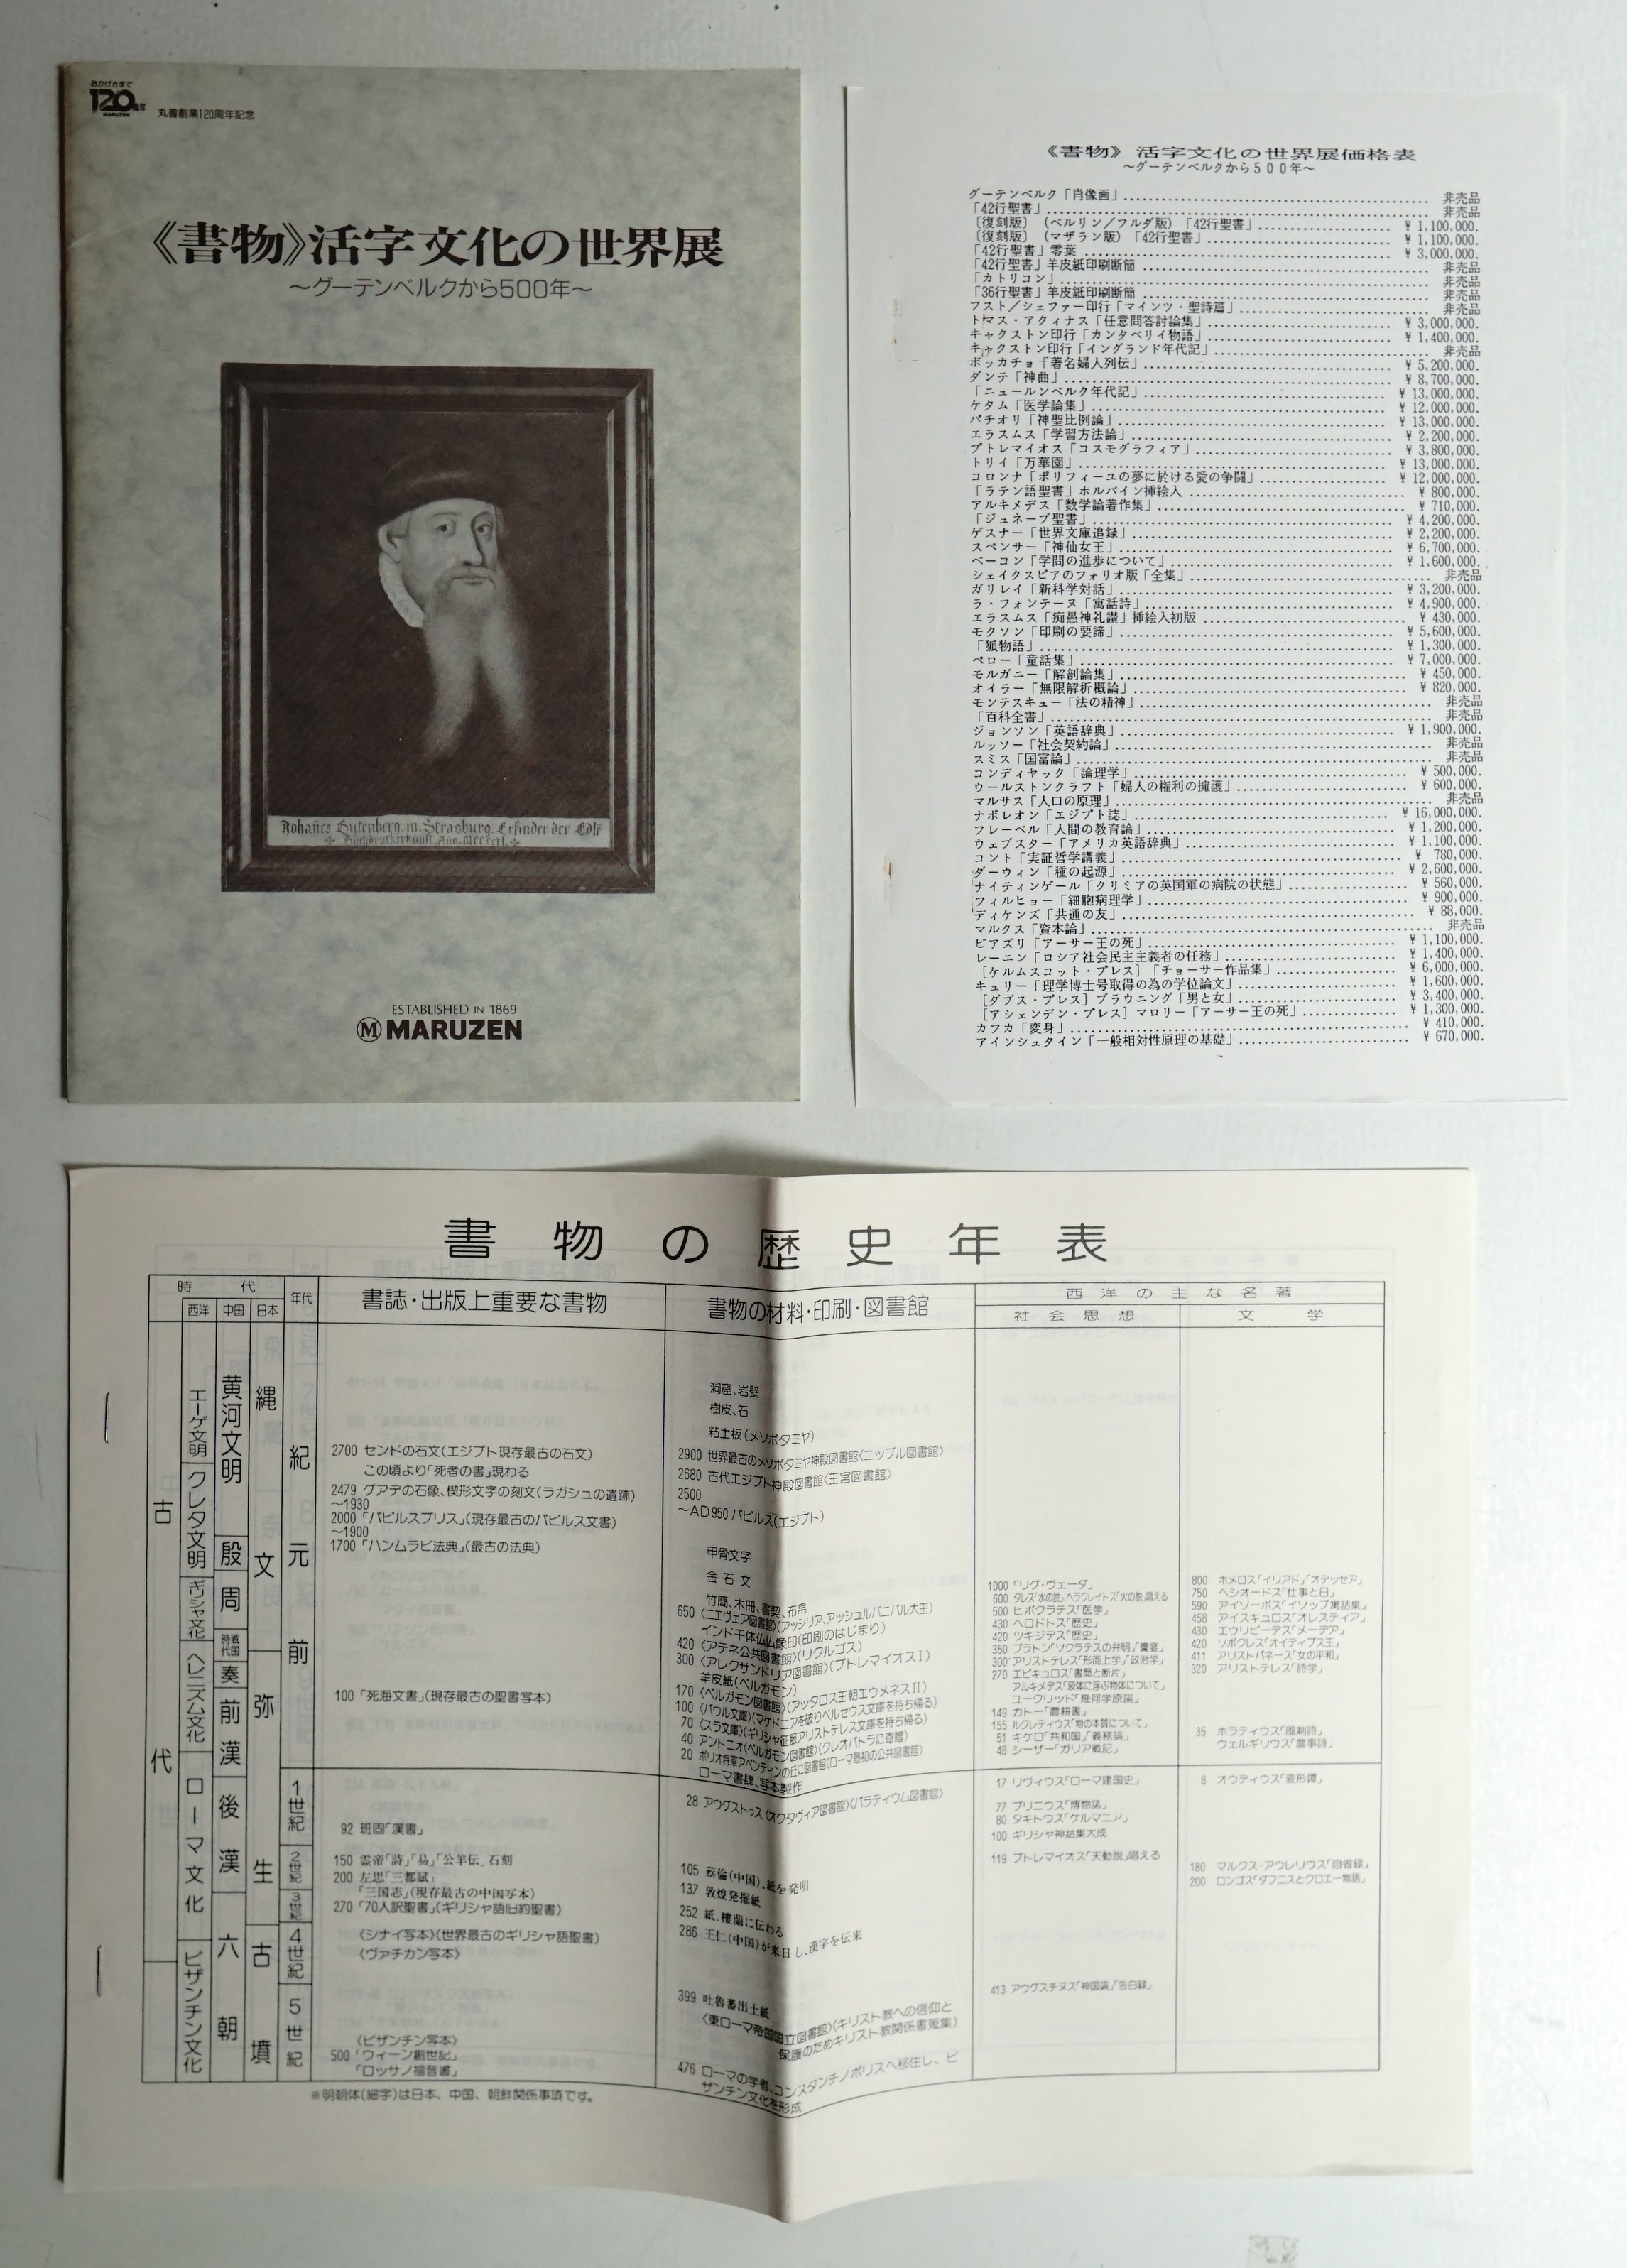 おかげさまで
120周年
MARUZEN
丸善創業120周年記念
《書物》活字文化の世界展
～グーテンベルクから500年～
Johañes Gutenberg. in. Strasburg. Erfinder der Edle
ESTABLISHED IN 1869
MARUZEN
《書物》 活字文化の世界展価格表
～グーテンベルクから５００年～
グーテンベルク「肖像画」 非売品
「42行聖書」 非売品
〔復刻版〕（ベルリン／フルダ版）「42行聖書」 ¥ 1,100,000.
〔復刻版〕（マザラン版）「42行聖書」 ¥ 1,100,000.
「42行聖書」零葉 ¥ 3,000,000.
「42行聖書」羊皮紙印刷断簡 非売品
「カトリコン」 非売品
「36行聖書」羊皮紙印刷断簡 非売品
フスト／シェファー印行「マインツ・聖詩篇」 非売品
トマス・アクィナス「任意問答討論集」 ¥ 3,000,000.
キャクストン印行「カンタベリイ物語」 ¥ 1,400,000.
キャクストン印行「イングランド年代記」 非売品
ボッカチョ「著名婦人列伝」 ¥ 5,200,000.
ダンテ「神曲」 ¥ 8,700,000.
「ニュールンベルク年代記」 ¥ 13,000,000.
ケタム「医学論集」 ¥ 12,000,000.
パチオリ「神聖比例論」 ¥ 13,000,000.
エラスムス「学習方法論」 ¥ 2,200,000.
プトレマイオス「コスモグラフィア」 ¥ 3,800,000.
トリイ「万華園」 ¥ 13,000,000.
コロンナ「ポリフィーユの夢に於ける愛の争闘」 ¥ 12,000,000.
「ラテン語聖書」ホルバイン挿絵入 ¥ 800,000.
アルキメデス「数学論著作集」 ¥ 710,000.
「ジュネーブ聖書」 ¥ 4,200,000.
ゲスナー「世界文庫追録」 ¥ 2,200,000.
スペンサー「神仙女王」 ¥ 6,700,000.
ベーコン「学問の進歩について」 ¥ 1,600,000.
シェイクスピアのフォリオ版「全集」 非売品
ガリレイ「新科学対話」 ¥ 3,200,000.
ラ・フォンテーヌ「寓話詩」 ¥ 4,900,000.
エラスムス「痴愚神礼讃」挿絵入初版 ¥ 430,000.
モクソン「印刷の要諦」 ¥ 5,600,000.
「狐物語」 ¥ 1,300,000.
ペロー「童話集」 ¥ 7,000,000.
モルガニー「解剖論集」 ¥ 450,000.
オイラー「無限解析概論」 ¥ 820,000.
モンテスキュー「法の精神」 非売品
「百科全書」 非売品
ジョンソン「英語辞典」 ¥ 1,900,000.
ルッソー「社会契約論」 非売品
スミス「国富論」 非売品
コンディヤック「論理学」 ¥ 500,000.
ウールストンクラフト「婦人の権利の擁護」 ¥ 600,000.
マルサス「人口の原理」 非売品
ナポレオン「エジプト誌」 ¥ 16,000,000.
フレーベル「人間の教育論」 ¥ 1,200,000.
ウェブスター「アメリカ英語辞典」 ¥ 1,100,000.
コント「実証哲学講義」 ¥ 780,000.
ダーウィン「種の起源」 ¥ 2,600,000.
ナイティンゲール「クリミアの英国軍の病院の状態」 ¥ 560,000.
フィルヒョー「細胞病理学」 ¥ 900,000.
ディケンズ「共通の友」 ¥ 88,000.
マルクス「資本論」 非売品
ビアズリ「アーサー王の死」 ¥ 1,100,000.
レーニン「ロシア社会民主主義者の任務」 ¥ 1,400,000.
［ケルムスコット・プレス］「チョーサー作品集」 ¥ 6,000,000.
キュリー「理学博士号取得の為の学位論文」 ¥ 1,600,000.
［ダブス・プレス］ブラウニング「男と女」 ¥ 3,400,000.
［アシェンデン・プレス］マロリー「アーサー王の死」 ¥ 1,300,000.
カフカ「変身」 ¥ 410,000.
アインシュタイン「一般相対性原理の基礎」 ¥ 670,000.
書物の歴史年表
時代
西洋 中国 日本
年代
書誌・出版上重要な書物
書物の材料・印刷・図書館
西洋の主な名著
社会思想
文学
古代
エーゲ文明
クレタ文明
ギリシャ文化
ヘレニズム文化
ローマ文化
ビザンチン文化
黄河文明
殷
周
戦国時代
秦
前漢
後漢
六朝
縄文
弥生
古墳
紀元前
1世紀
2世紀
3世紀
4世紀
5世紀
2700 センドの石文（エジプト現存最古の石文）
この頃より「死者の書」現わる
2479 グアデの石像、楔形文字の刻文（ラガシュの遺跡）
～1930
2000 「パピルスプリス」（現存最古のパピルス文書）
～1900
1700 「ハンムラビ法典」（最古の法典）
100 「死海文書」（現存最古の聖書写本）
92 班固「漢書」
150 霊帝「詩」「易」「公羊伝」石刻
200 左思「三都賦」
「三国志」（現存最古の中国写本）
270 「70人訳聖書」（ギリシャ語旧約聖書）
〈シナイ写本〉（世界最古のギリシャ語聖書）
〈ヴァチカン写本〉
〈ビザンチン写本〉
500 「ウィーン創世記」
「ロッサノ福音書」
洞窟、岩壁
樹皮、石
粘土板（メソポタミヤ）
2900 世界最古のメソポタミヤ神殿図書館〈ニップル図書館〉
2680 古代エジプト神殿図書館〈王宮図書館〉
2500
～AD950 パピルス（エジプト）
甲骨文字
金石文
竹簡、木冊、書契、布帛
650 〈ニエヴェア図書館〉（アッシリア、アッシュルバニパル大王）
インド千体仏仏像印（印刷のはじまり）
420 〈アテネ公共図書館〉（リクルゴス）
300 〈アレクサンドリア図書館〉（プトレマイオスⅠ）
羊皮紙（ペルガモン）
170 〈ペルガモン図書館〉（アッタロス王朝エウメネスⅡ）
100 〈パウル文庫〉（マケドニアを破りペルセウス文庫を持ち帰る）
70 〈スラ文庫〉（ギリシャ征服アリストテレス文庫を持ち帰る）
40 アントニオ〈ペルガモン図書館〉（クレオパトラに寄贈）
20 ポリオ将軍アベンティンの丘に図書館（ローマ最初の公共図書館）
ローマ書肆、写本製作
28 アウグストゥス〈オクタヴィア図書館〉〈パラティウム図書館〉
105 蔡倫（中国）、紙を発明
137 敦煌発掘紙
252 紙、楼蘭に伝わる
286 王仁（中国）が来日し、漢字を伝来
399 吐魯蕃出土紙
〈東ローマ帝国国立図書館〉（キリスト教への信仰と
保護のためキリスト教関係書蒐集）
476 ローマの学者、コンスタンチノポリスへ移住し、ビ
ザンチン文化を形成
1000 「リグ・ヴェーダ」
600 タレス「水の説」、ヘラクレイトス「火の説」唱える
500 ヒポクラテス「医学」
430 ヘロドトス「歴史」
420 ツキジデス「歴史」
350 プラトン「ソクラテスの弁明」「饗宴」
300 アリストテレス「形而上学」「政治学」
270 エピキュロス「書簡と断片」
アルキメデス「液体に浮ぶ物体について」
ユークリッド「幾何学原論」
149 カトー「農耕書」
155 ルクレティウス「物の本質について」
51 キケロ「共和国」「義務論」
48 シーザー「ガリア戦記」
17 リヴィウス「ローマ建国史」
77 プリニウス「博物誌」
80 タキトウス「ゲルマニア」
100 ギリシャ神話集大成
119 プトレマイオス「天動説」唱える
413 アウグスチヌス「神国論」「告白録」
800 ホメロス「イリアド」「オデッセア」
750 ヘシオードス「仕事と日」
590 アイソーポス「イソップ寓話集」
458 アイスキュロス「オレスティア」
430 エウリピーデス「メーデア」
420 ソポクレス「オイディプス王」
411 アリストパネース「女の平和」
320 アリストテレス「詩学」
35 ホラティウス「風刺詩」
ウェルギリウス「農事詩」
8 オウディウス「変形譚」
180 マルクス・アウレリウス「自省録」
200 ロンゴス「ダフニスとクロエー物語」
※明朝体（細字）は日本、中国、朝鮮関係事項です。